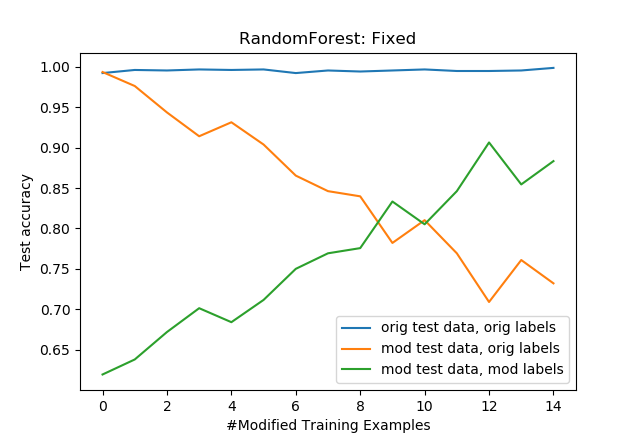 RandomForest: Fixed
1.00
0.95
0.90
0.85
0.80
0.75
0.70
0.65
Test accuracy
orig test data, orig labels
mod test data, orig labels
mod test data, mod labels
0 2 4 6 8 10 12 14
#Modified Training Examples